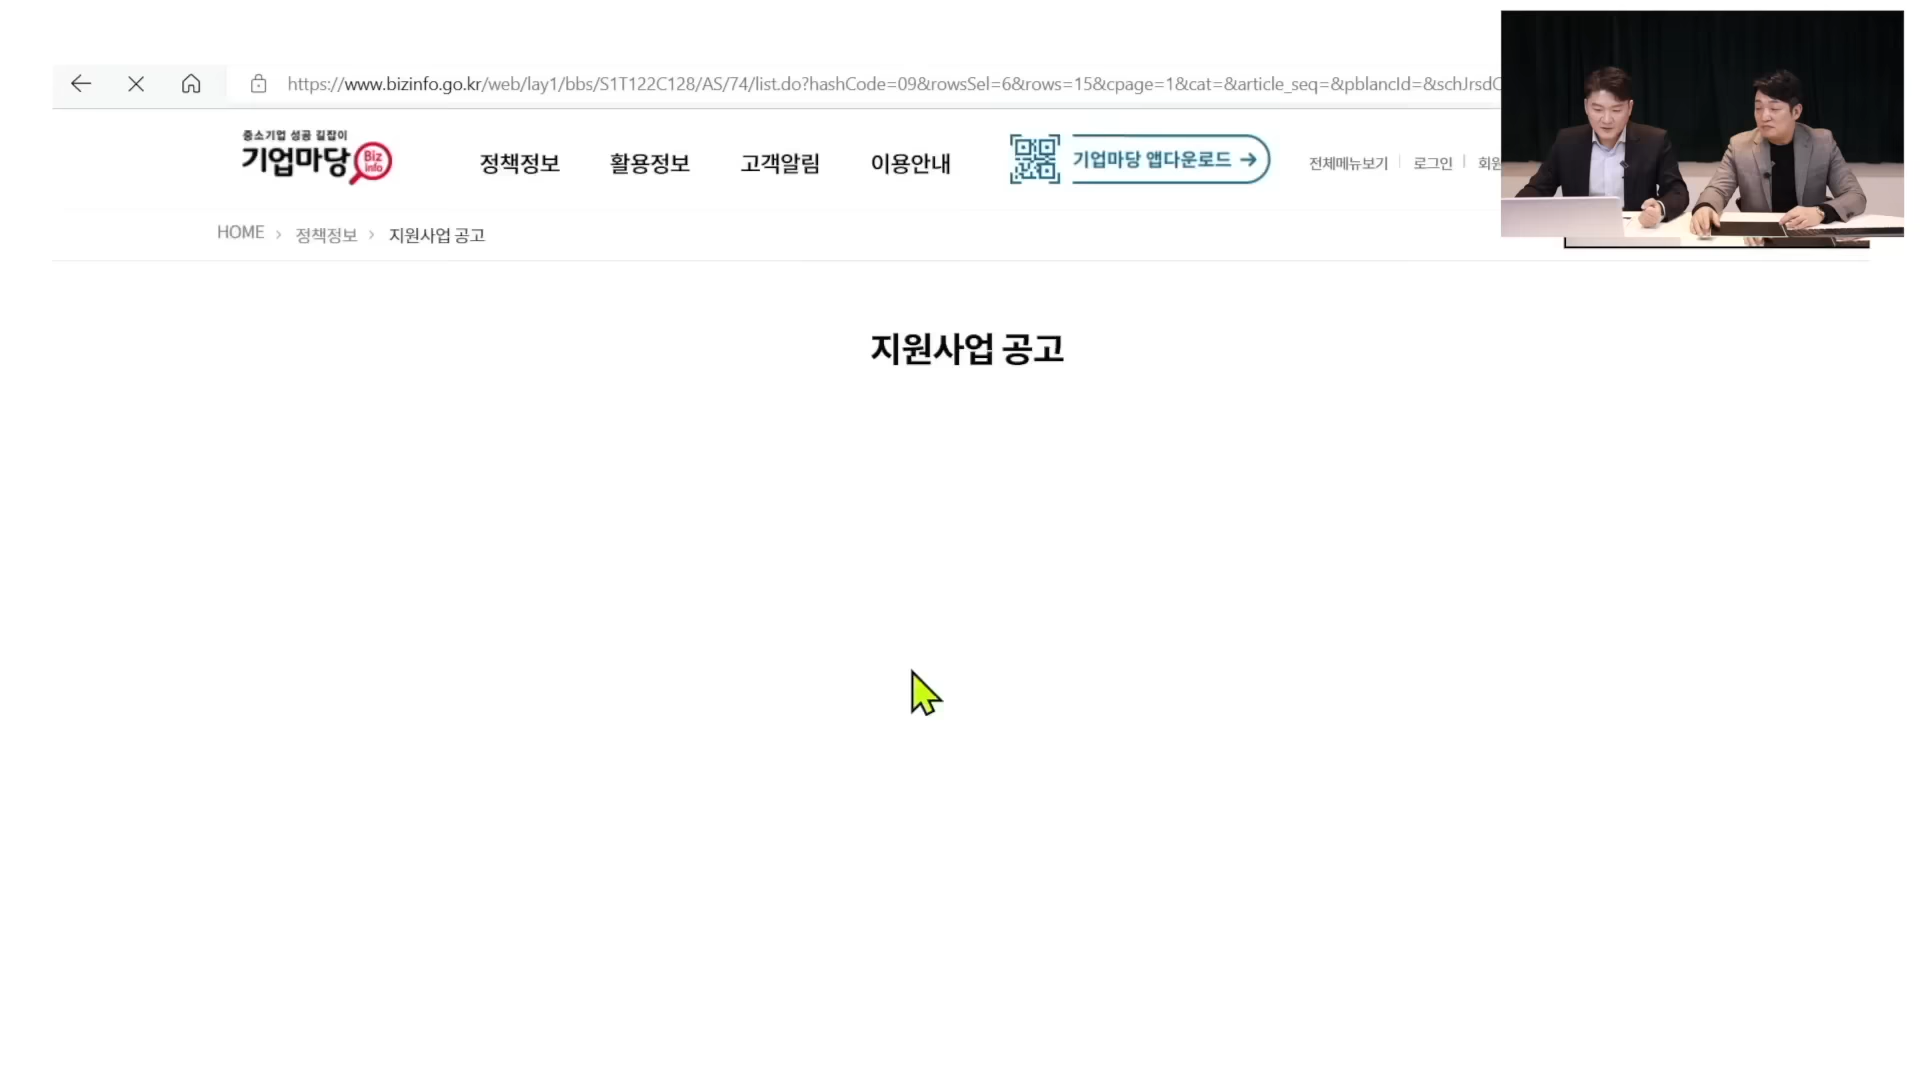 https://www.bizinfo.go.kr/web/lay1/bbs/S1T122C128/AS/74/list.do?hashCode=09&rowsSel=6&rows=15&cpage=1&cat=&article_seq=&pblancId=&schJrsdC
중소기업 성공 길잡이
기업마당 Biz info
정책정보 활용정보 고객알림 이용안내
기업마당 앱다운로드 →
전체메뉴보기 로그인 회원
HOME > 정책정보 > 지원사업 공고
지원사업 공고